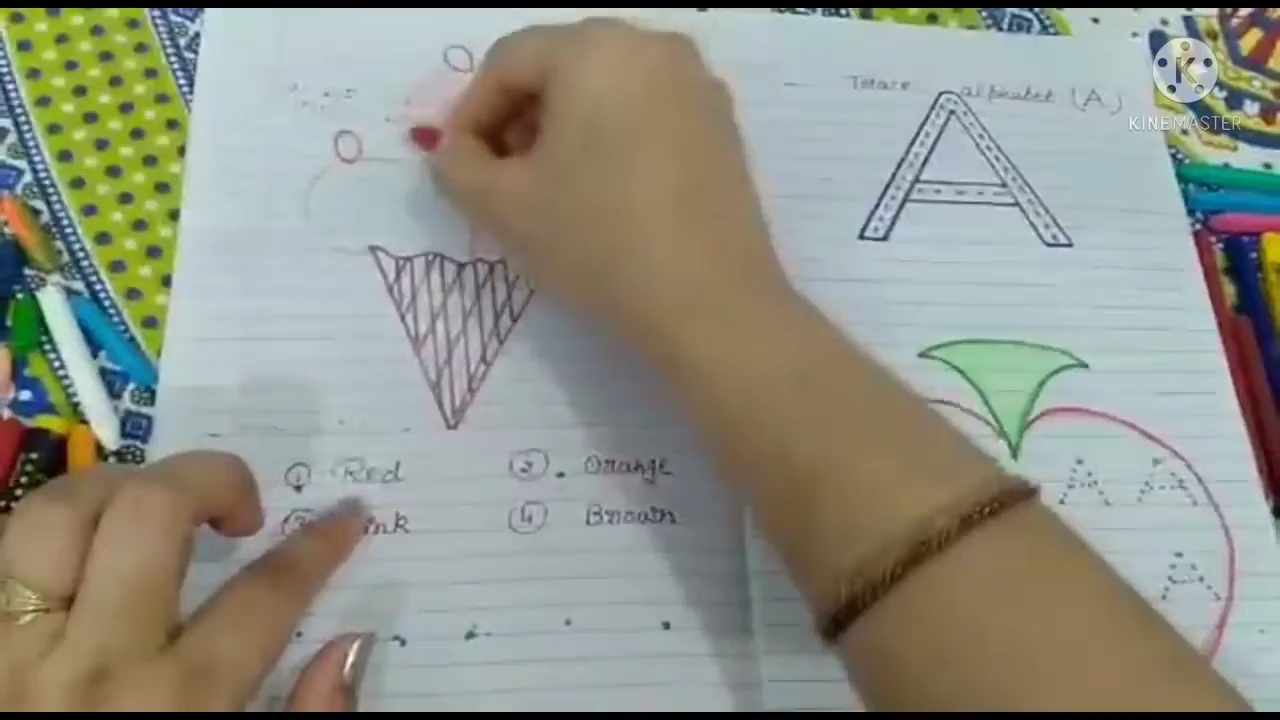 Trace alphabet (A)
K
KINEMASTER
A
① Red ② . Orange
ink ④ Brown
A A
A